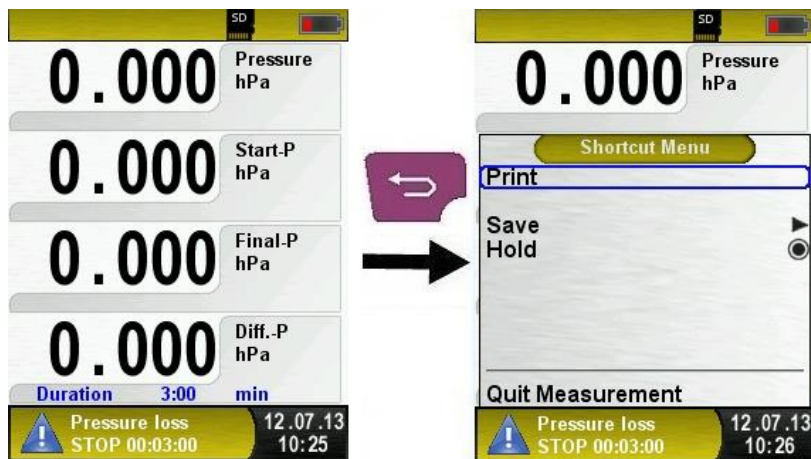 SD
0.000 Pressure
hPa
0.000 Start-P
hPa
0.000 Final-P
hPa
0.000 Diff.-P
hPa
Duration 3:00 min
Pressure loss 12.07.13
STOP 00:03:00 10:25
SD
0.000 Pressure
hPa
Shortcut Menu
Print
Save
Hold
Quit Measurement
Pressure loss 12.07.13
STOP 00:03:00 10:26